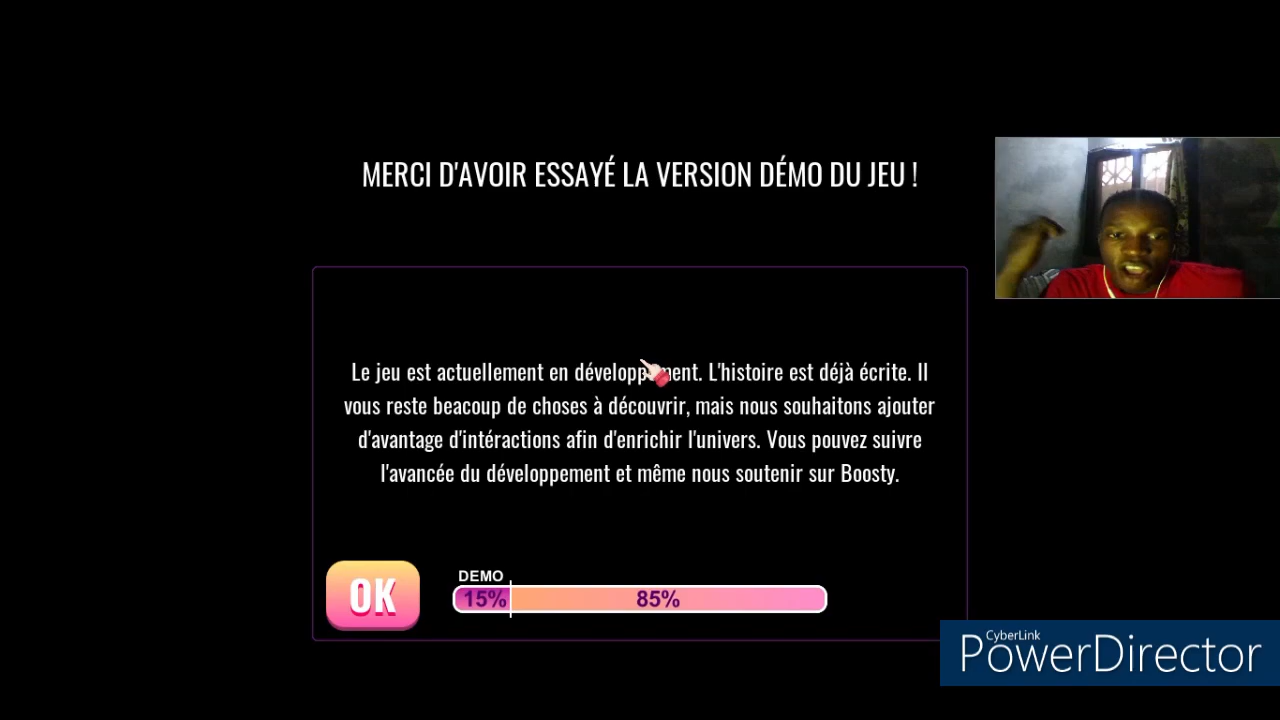 MERCI D'AVOIR ESSAYÉ LA VERSION DÉMO DU JEU !
Le jeu est actuellement en développement. L'histoire est déjà écrite. Il
vous reste beacoup de choses à découvrir, mais nous souhaitons ajouter
d'avantage d'intéractions afin d'enrichir l'univers. Vous pouvez suivre
l'avancée du développement et même nous soutenir sur Boosty.
DEMO
OK
15% 85%
CyberLink
PowerDirector